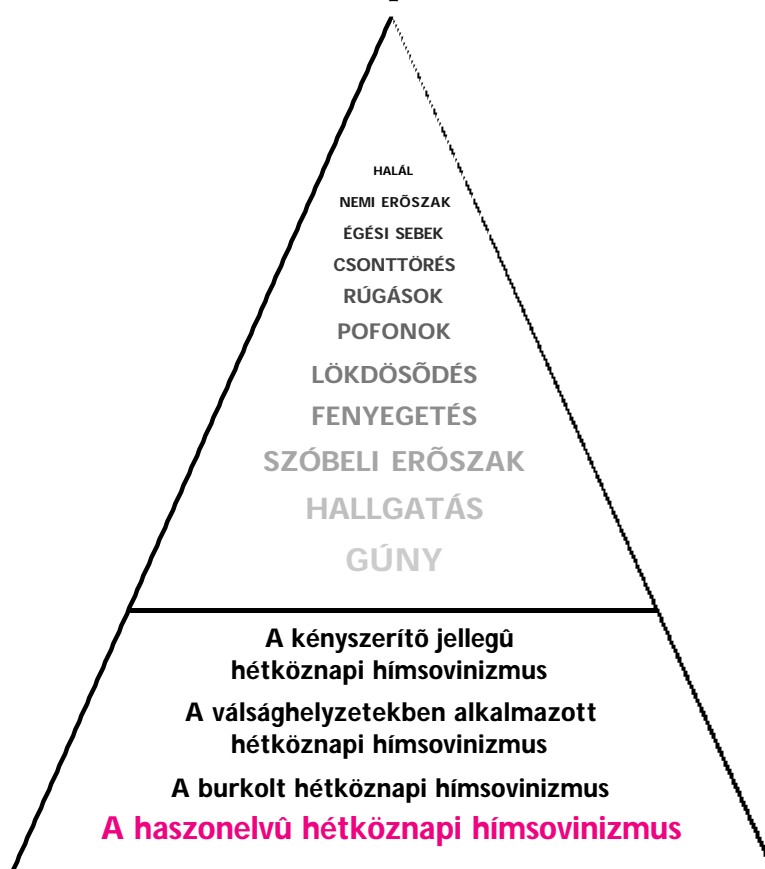 HALÁL
NEMI ERÕSZAK
ÉGÉSI SEBEK
CSONTTÖRÉS
RÚGÁSOK
POFONOK
LÖKDÖSÕDÉS
FENYEGETÉS
SZÓBELI ERÕSZAK
HALLGATÁS
GÚNY
A kényszerítõ jellegû
hétköznapi hímsovinizmus
A válsághelyzetekben alkalmazott
hétköznapi hímsovinizmus
A burkolt hétköznapi hímsovinizmus
A haszonelvû hétköznapi hímsovinizmus